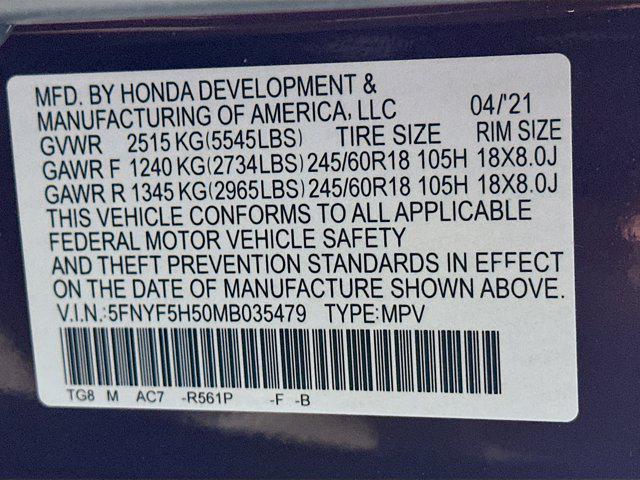 MFD. BY HONDA DEVELOPMENT &
MANUFACTURING OF AMERICA, LLC 04/'21
GVWR 2515 KG(5545LBS) TIRE SIZE RIM SIZE
GAWR F 1240 KG(2734LBS) 245/60R18 105H 18X8.0J
GAWR R 1345 KG(2965LBS) 245/60R18 105H 18X8.0J
THIS VEHICLE CONFORMS TO ALL APPLICABLE
FEDERAL MOTOR VEHICLE SAFETY
AND THEFT PREVENTION STANDARDS IN EFFECT
ON THE DATE OF MANUFACTURE SHOWN ABOVE.
V.I.N.:5FNYF5H50MB035479 TYPE:MPV
TG8 M AC7 -R561P -F -B